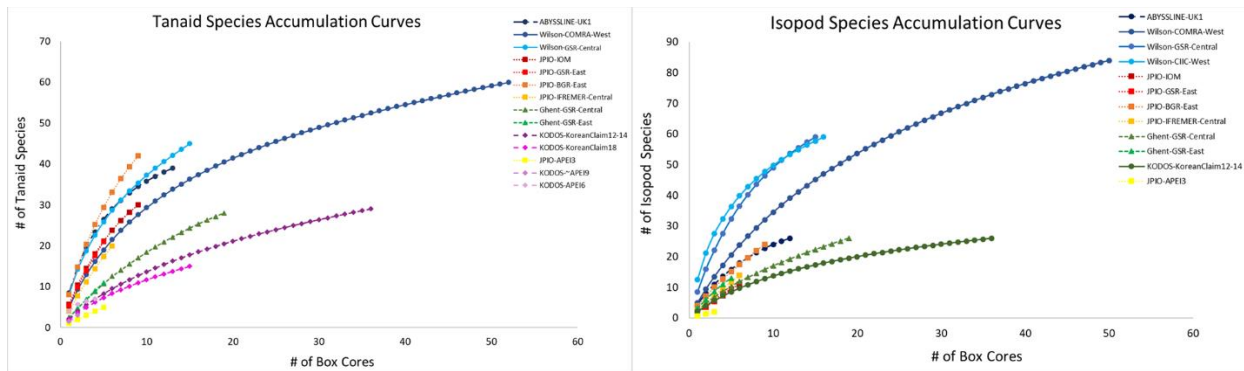 Tanaid Species Accumulation Curves
70
60
50
40
30
20
10
0
# of Tanaid Species
0 10 20 30 40 50 60
# of Box Cores
ABYSSLINE-UK1
Wilson-COMRA-West
Wilson-GSR-Central
JPIO-IOM
JPIO-GSR-East
JPIO-BGR-East
JPIO-IFREMER-Central
Ghent-GSR-Central
Ghent-GSR-East
KODOS-KoreanClaim12-14
KODOS-KoreanClaim18
JPIO-APEI3
KODOS-~APEI9
KODOS-APEI6
Isopod Species Accumulation Curves
90
80
70
60
50
40
30
20
10
0
# of Isopod Species
0 10 20 30 40 50 60
# of Box Cores
ABYSSLINE-UK1
Wilson-COMRA-West
Wilson-GSR-Central
Wilson-CIIC-West
JPIO-IOM
JPIO-GSR-East
JPIO-BGR-East
JPIO-IFREMER-Central
Ghent-GSR-Central
Ghent-GSR-East
KODOS-KoreanClaim12-14
JPIO-APEI3